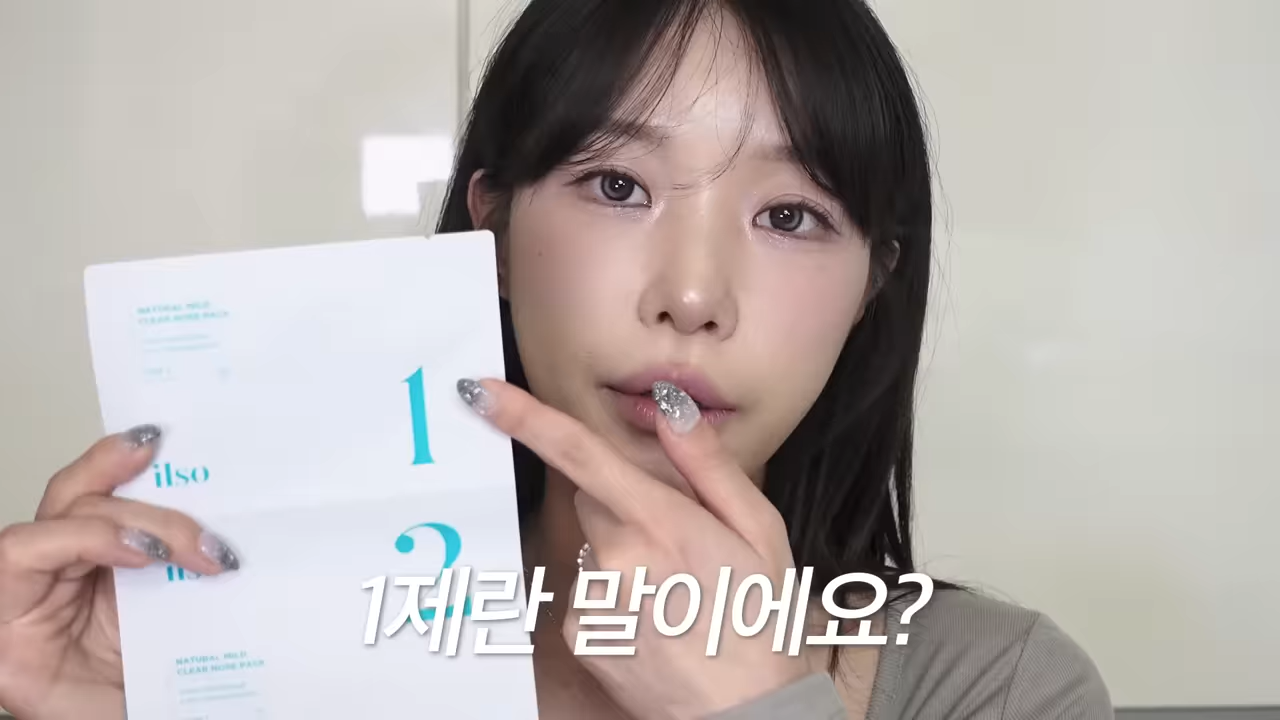 NATURAL MILD
CLEAR NOSE PACK
1
ilso
2
1제란 말이에요?
NATURAL MILD
CLEAR NOSE PACK